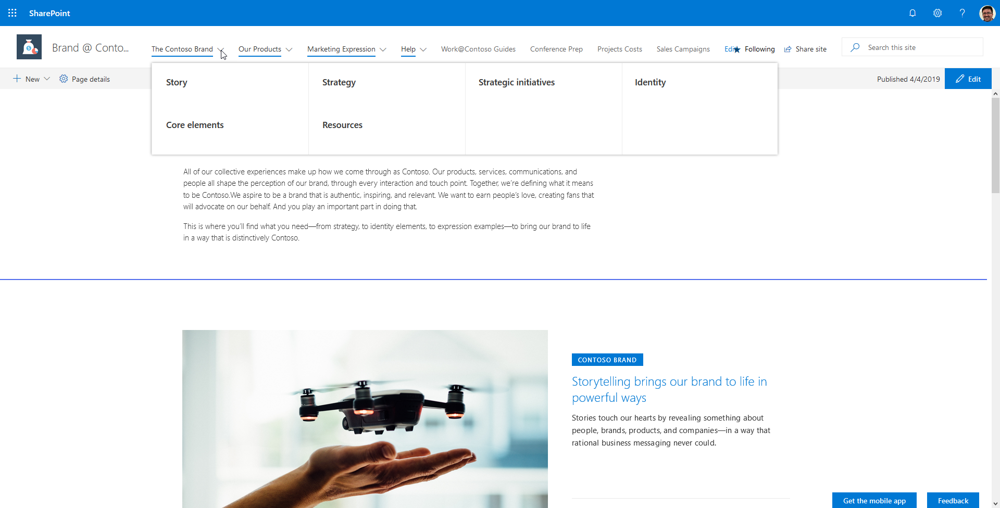 SharePoint
Brand @ Conto...
The Contoso Brand
Our Products
Marketing Expression
Help
Work@Contoso Guides
Conference Prep
Projects Costs
Sales Campaigns
Edit
Following
Share site
Search this site
New
Page details
Published 4/4/2019
Edit
Story
Strategy
Strategic initiatives
Identity
Core elements
Resources
All of our collective experiences make up how we come through as Contoso. Our products, services, communications, and
people all shape the perception of our brand, through every interaction and touch point. Together, we're defining what it means
to be Contoso.We aspire to be a brand that is authentic, inspiring, and relevant. We want to earn people's love, creating fans that
will advocate on our behalf. And you play an important part in doing that.
This is where you'll find what you need—from strategy, to identity elements, to expression examples—to bring our brand to life
in a way that is distinctively Contoso.
CONTOSO BRAND
Storytelling brings our brand to life in
powerful ways
Stories touch our hearts by revealing something about
people, brands, products, and companies—in a way that
rational business messaging never could.
Get the mobile app
Feedback